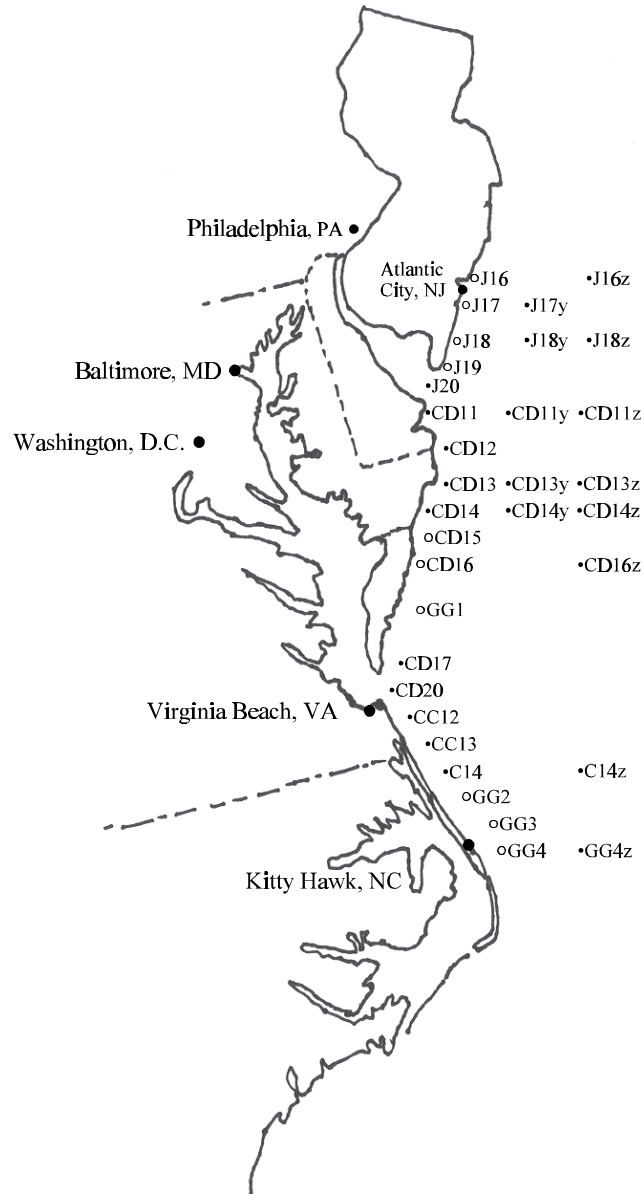 Philadelphia, PA
Atlantic
City, NJ
J16 J16z
J17 J17y
J18 J18y J18z
J19
Baltimore, MD
J20
CD11 CD11y CD11z
Washington, D.C.
CD12
CD13 CD13y CD13z
CD14 CD14y CD14z
CD15
CD16 CD16z
GG1
CD17
CD20
Virginia Beach, VA
CC12
CC13
C14 C14z
GG2
GG3
GG4 GG4z
Kitty Hawk, NC